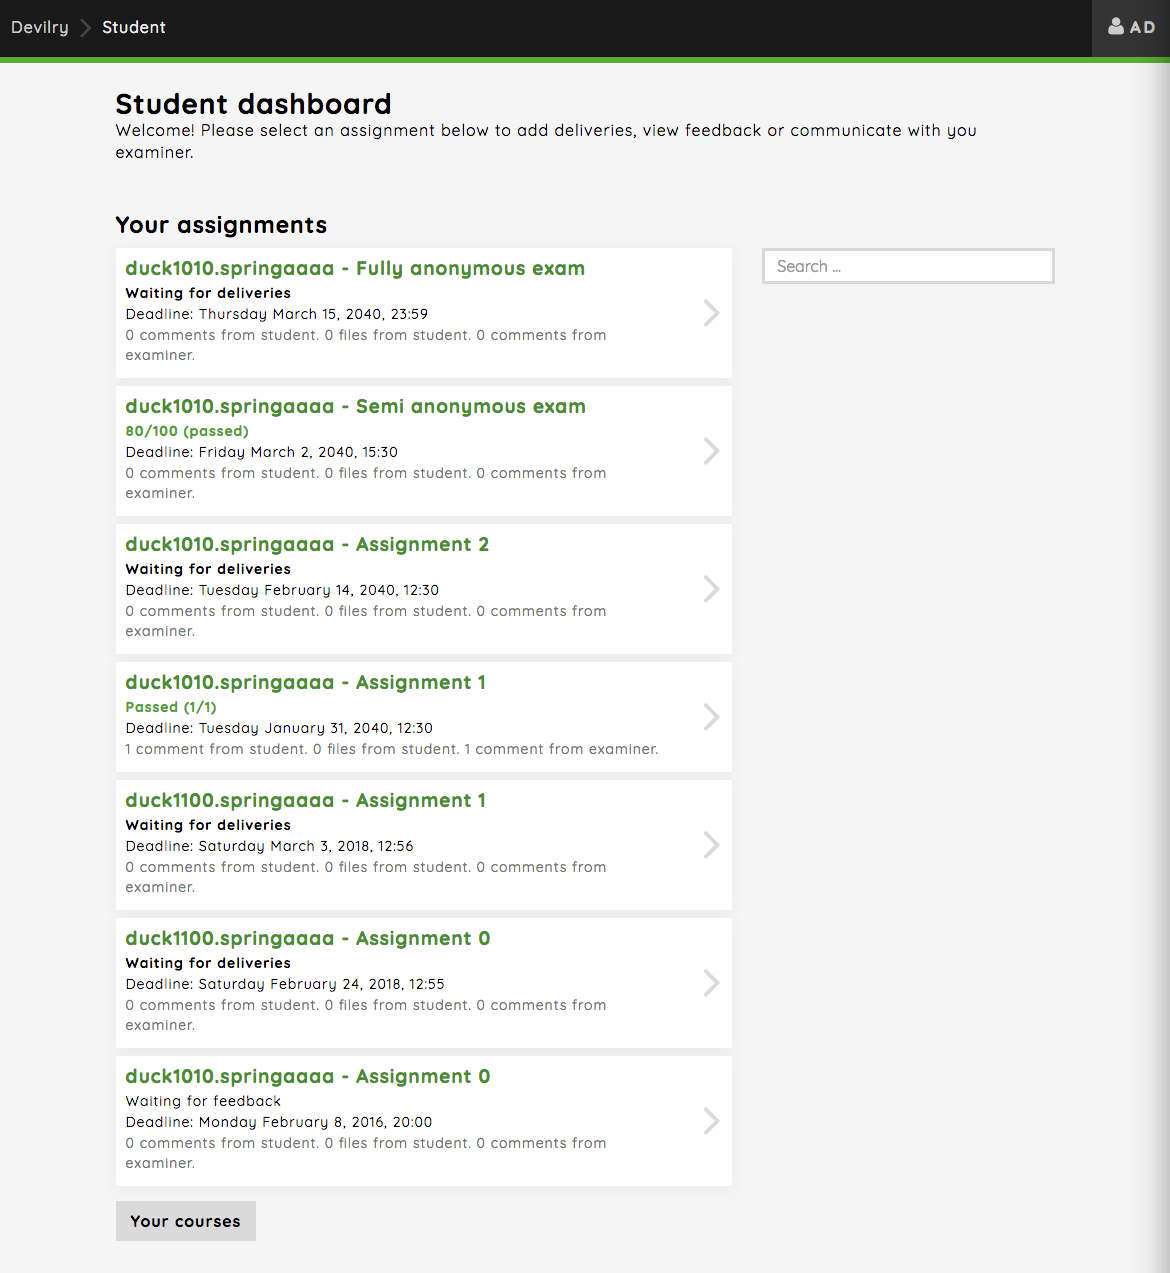 Devilry
Student
AD
Student dashboard
Welcome! Please select an assignment below to add deliveries, view feedback or communicate with you
examiner.
Your assignments
Search ...
duck1010.springaaaa - Fully anonymous exam
Waiting for deliveries
Deadline: Thursday March 15, 2040, 23:59
0 comments from student. 0 files from student. 0 comments from
examiner.
duck1010.springaaaa - Semi anonymous exam
80/100 (passed)
Deadline: Friday March 2, 2040, 15:30
0 comments from student. 0 files from student. 0 comments from
examiner.
duck1010.springaaaa - Assignment 2
Waiting for deliveries
Deadline: Tuesday February 14, 2040, 12:30
0 comments from student. 0 files from student. 0 comments from
examiner.
duck1010.springaaaa - Assignment 1
Passed (1/1)
Deadline: Tuesday January 31, 2040, 12:30
1 comment from student. 0 files from student. 1 comment from examiner.
duck1100.springaaaa - Assignment 1
Waiting for deliveries
Deadline: Saturday March 3, 2018, 12:56
0 comments from student. 0 files from student. 0 comments from
examiner.
duck1100.springaaaa - Assignment 0
Waiting for deliveries
Deadline: Saturday February 24, 2018, 12:55
0 comments from student. 0 files from student. 0 comments from
examiner.
duck1010.springaaaa - Assignment 0
Waiting for feedback
Deadline: Monday February 8, 2016, 20:00
0 comments from student. 0 files from student. 0 comments from
examiner.
Your courses